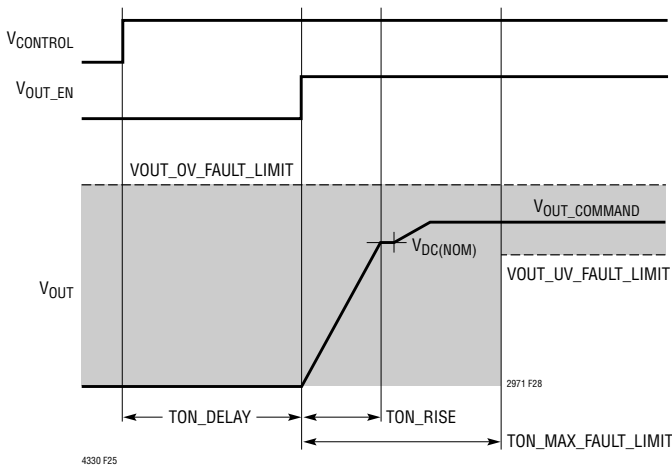 VCONTROL
VOUT_EN
VOUT_OV_FAULT_LIMIT
VOUT_COMMAND
VDC(NOM)
VOUT_UV_FAULT_LIMIT
VOUT
2971 F28
TON_DELAY
TON_RISE
TON_MAX_FAULT_LIMIT
4330 F25